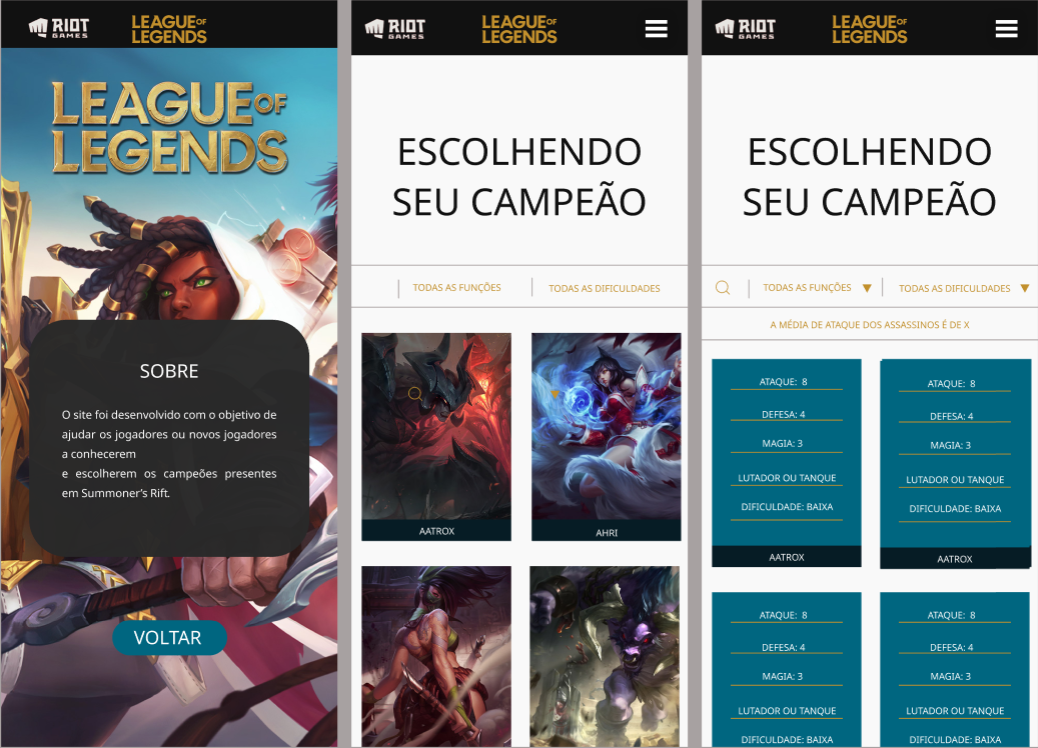 RIOT
GAMES
LEAGUE OF
LEGENDS
LEAGUE OF
LEGENDS
SOBRE
O site foi desenvolvido com o objetivo de
ajudar os jogadores ou novos jogadores
a conhecerem
e escolherem os campeões presentes
em Summoner's Rift.
VOLTAR
RIOT
GAMES
LEAGUE OF
LEGENDS
ESCOLHENDO
SEU CAMPEÃO
TODAS AS FUNÇÕES
TODAS AS DIFICULDADES
AATROX
AHRI
RIOT
GAMES
LEAGUE OF
LEGENDS
ESCOLHENDO
SEU CAMPEÃO
TODAS AS FUNÇÕES
TODAS AS DIFICULDADES
A MÉDIA DE ATAQUE DOS ASSASSINOS É DE X
ATAQUE: 8
DEFESA: 4
MAGIA: 3
LUTADOR OU TANQUE
DIFICULDADE: BAIXA
AATROX
ATAQUE: 8
DEFESA: 4
MAGIA: 3
LUTADOR OU TANQUE
DIFICULDADE: BAIXA
AATROX
ATAQUE: 8
DEFESA: 4
MAGIA: 3
LUTADOR OU TANQUE
DIFICULDADE: BAIXA
ATAQUE: 8
DEFESA: 4
MAGIA: 3
LUTADOR OU TANQUE
DIFICULDADE: BAIXA